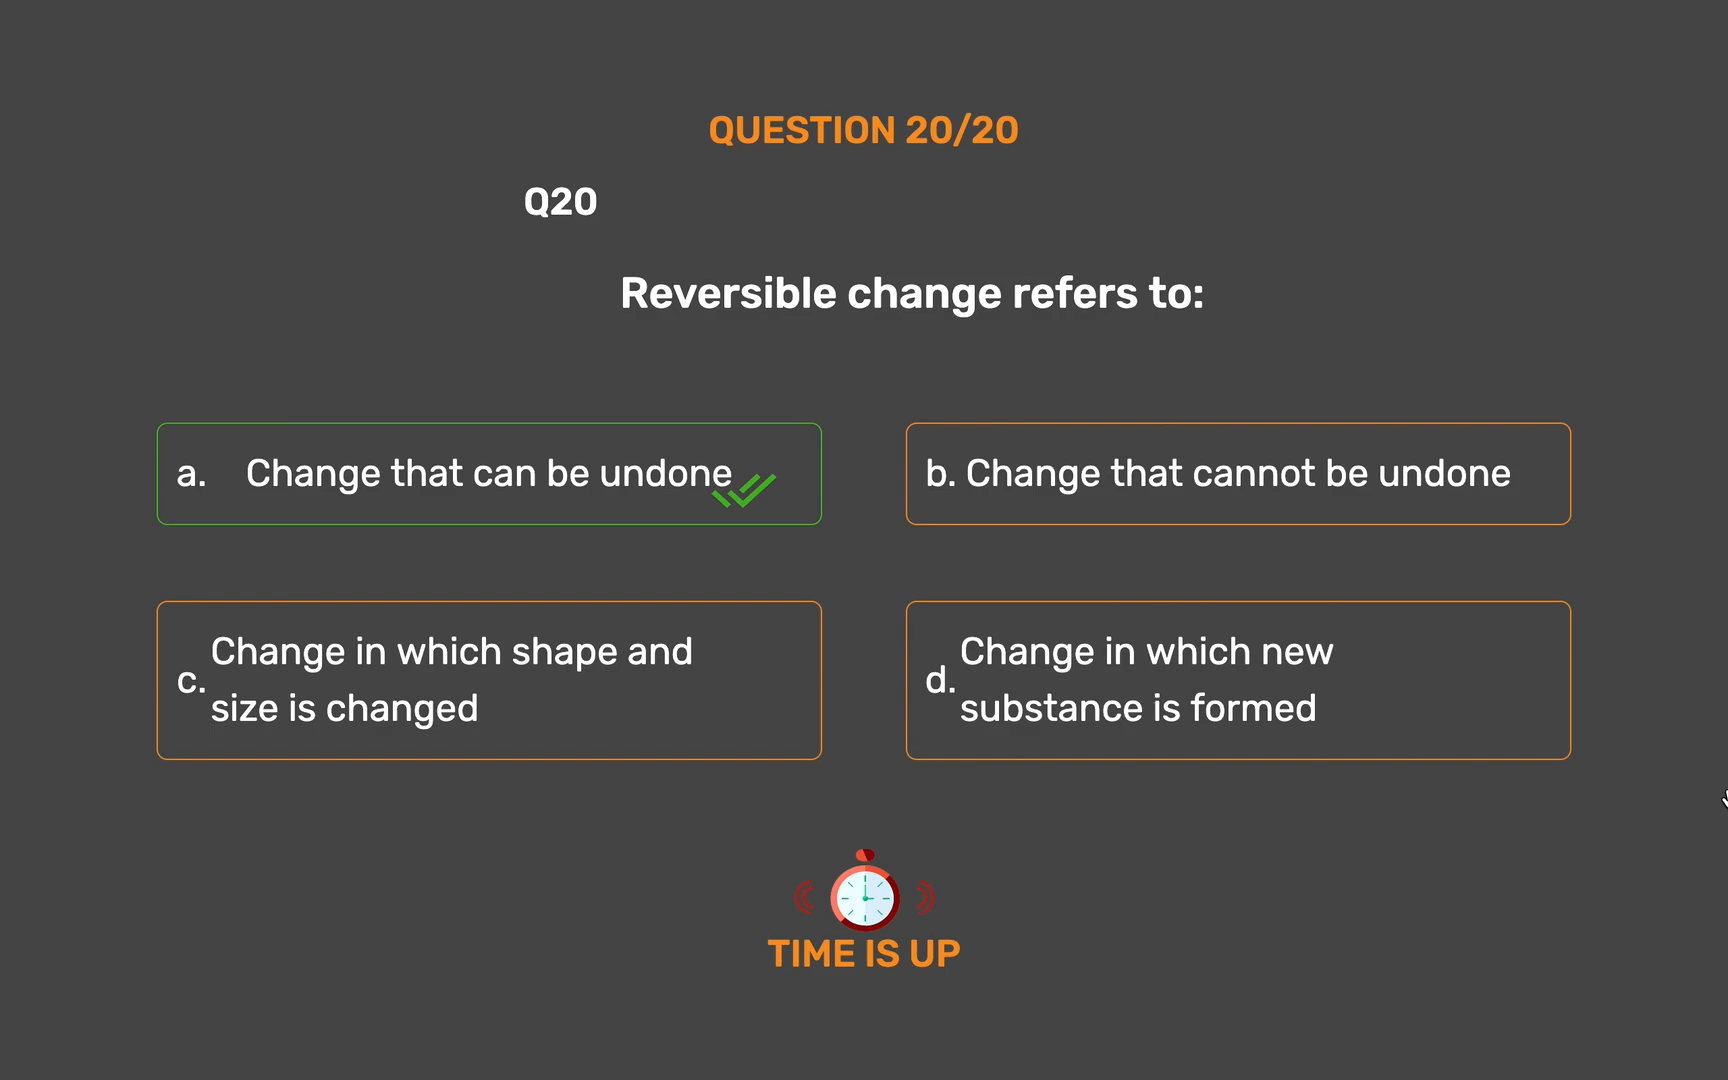 QUESTION 20/20
Q20
Reversible change refers to:
a. Change that can be undone
b. Change that cannot be undone
c. Change in which shape and
size is changed
d. Change in which new
substance is formed
TIME IS UP